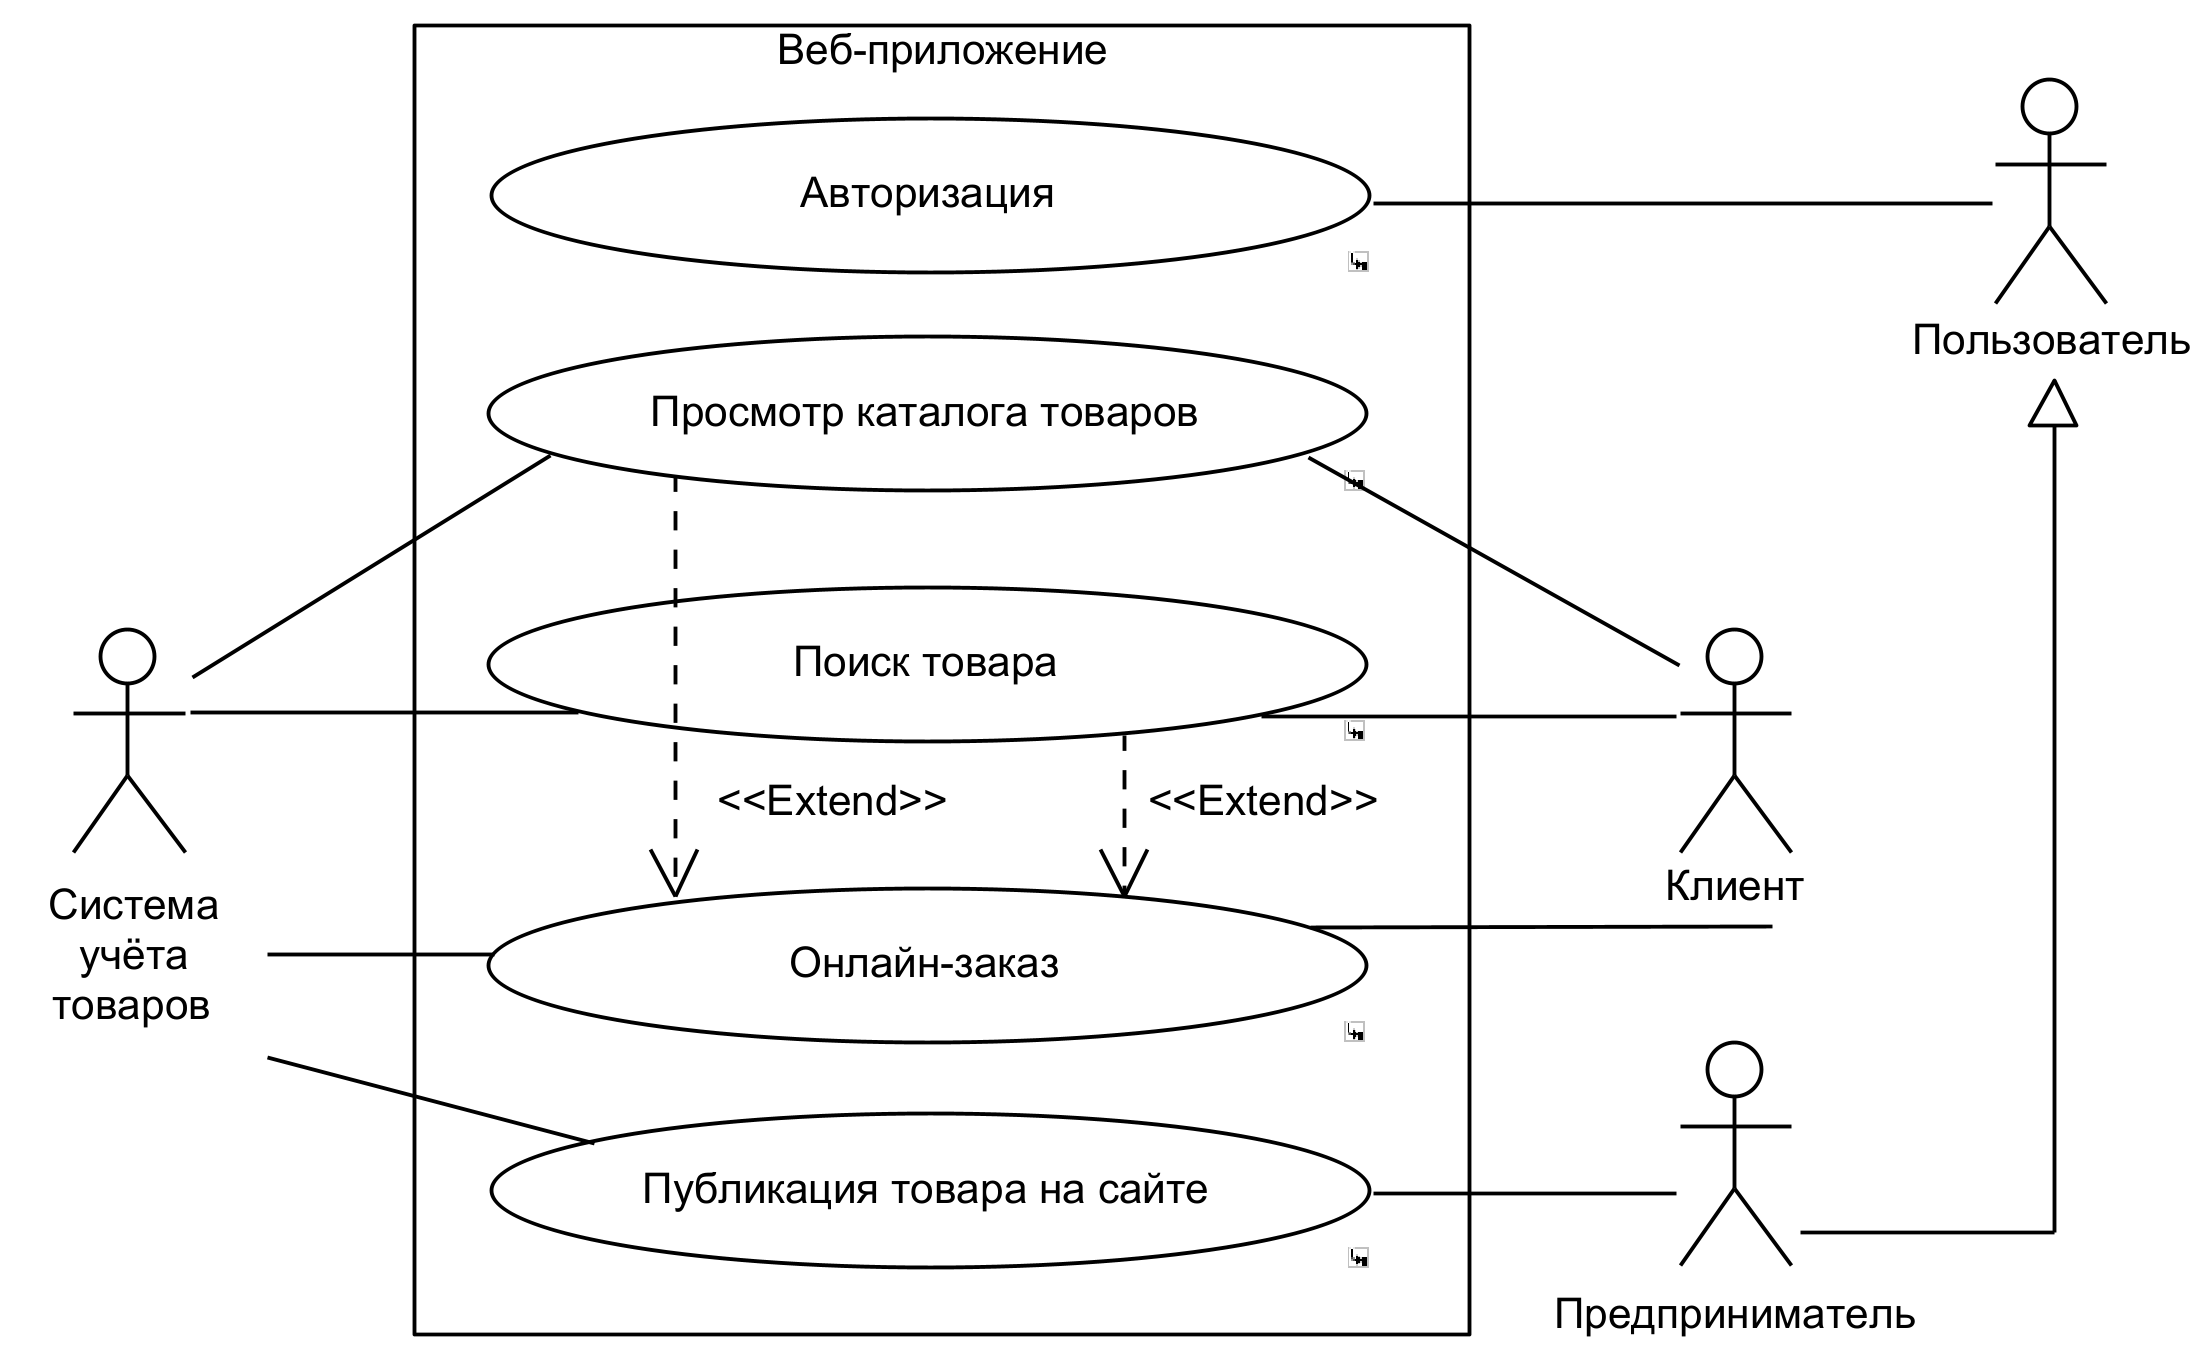 Веб-приложение
Авторизация
Пользователь
Просмотр каталога товаров
Поиск товара
<<Extend>>
<<Extend>>
Клиент
Система
учёта
товаров
Онлайн-заказ
Публикация товара на сайте
Предприниматель